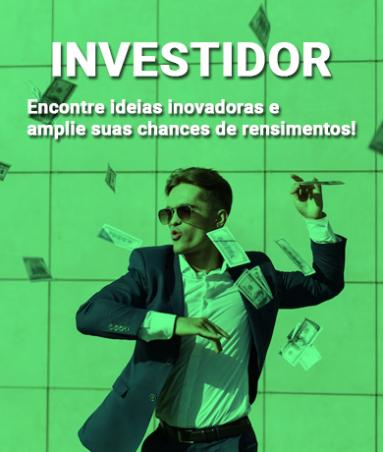 INVESTIDOR
Encontre ideias inovadoras e
amplie suas chances de rensimentos!